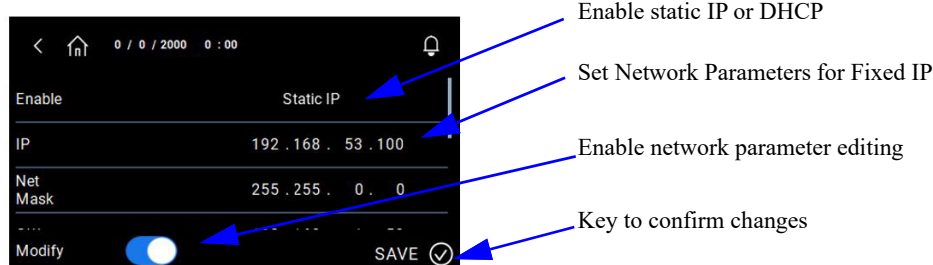 Enable static IP or DHCP
0 / 0 / 2000 0 : 00
Set Network Parameters for Fixed IP
Enable Static IP
IP 192 . 168 . 53 . 100
Enable network parameter editing
Net
Mask 255 . 255 . 0 . 0
Key to confirm changes
Modify SAVE